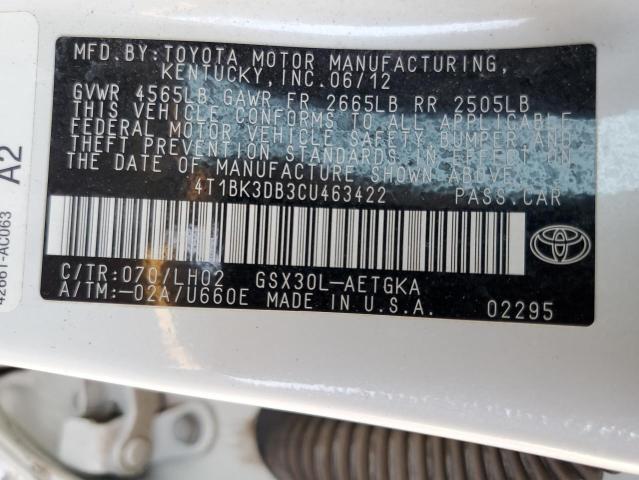 MFD.BY:TOYOTA MOTOR MANUFACTURING,
KENTUCKY,INC.06/12
GVWR 4565LB GAWR FR 2665LB RR 2505LB
THIS VEHICLE CONFORMS TO ALL APPLICABLE
FEDERAL MOTOR VEHICLE SAFETY,BUMPER,AND
THEFT PREVENTION STANDARDS IN EFFECT ON
THE DATE OF MANUFACTURE SHOWN ABOVE.
4T1BK3DB3CU463422 PASS.CAR
C/TR:070/LH02 GSX30L-AETGKA
A/TM:-02A/U660E MADE IN U.S.A. 02295
A2
42661-AC063